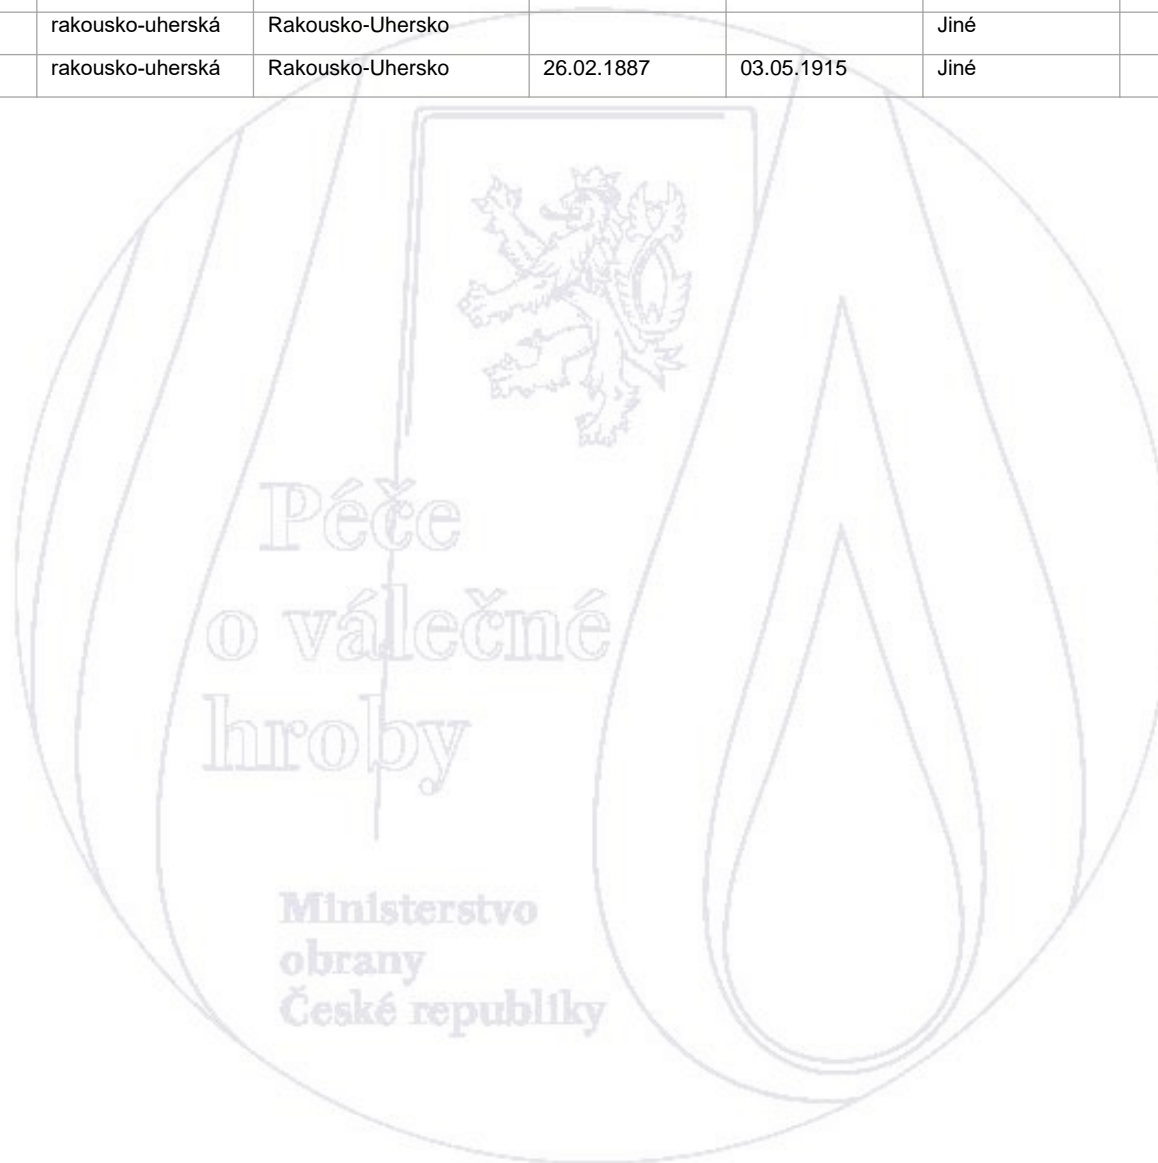 rakousko-uherská Rakousko-Uhersko Jiné
rakousko-uherská Rakousko-Uhersko 26.02.1887 03.05.1915 Jiné
Péče
o válečné
hroby
Ministerstvo
obrany
České republiky